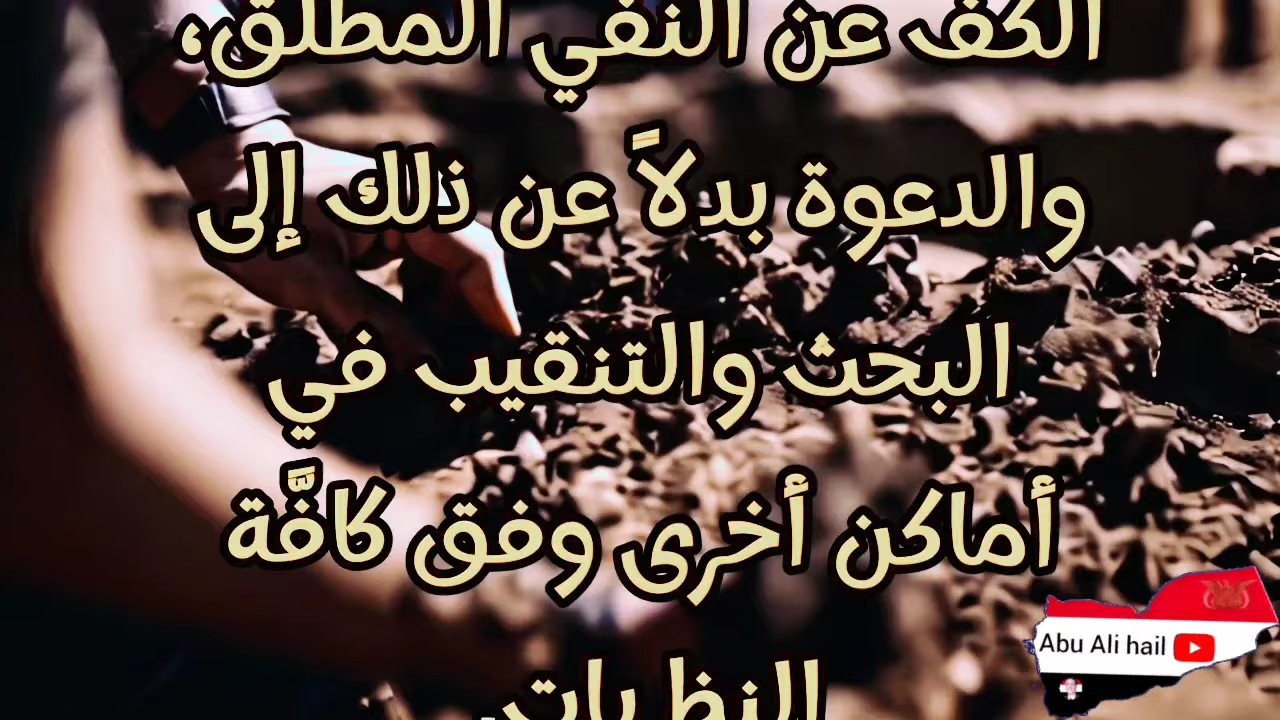 الكف عن النفي المطلق،
والدعوة بدلاً عن ذلك إلى
البحث والتنقيب في
أماكن أخرى وفق كافَّة
النظريات.
Abu Ali hail